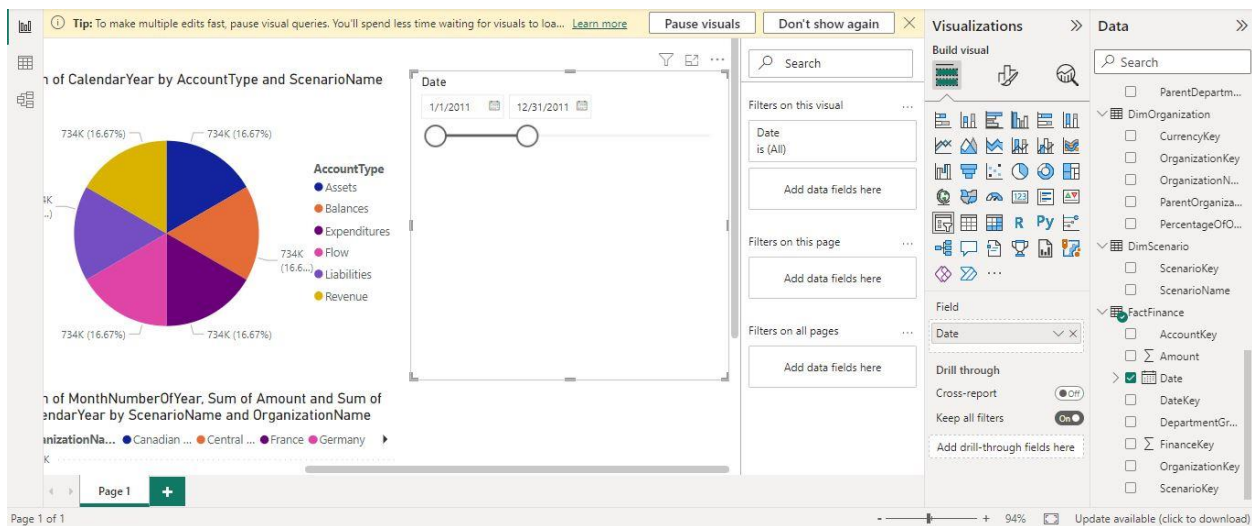 Tip: To make multiple edits fast, pause visual queries. You'll spend less time waiting for visuals to loa... Learn more
Pause visuals
Don't show again
n of CalendarYear by AccountType and ScenarioName
734K (16.67%)
734K (16.67%)
4K
...)
734K
(16.6...)
734K (16.67%)
734K (16.67%)
AccountType
Assets
Balances
Expenditures
Flow
Liabilities
Revenue
Date
1/1/2011
12/31/2011
n of MonthNumberOfYear, Sum of Amount and Sum of
endarYear by ScenarioName and OrganizationName
anizationNa... Canadian ... Central ... France Germany
K
Search
Filters on this visual ...
Date
is (All)
Add data fields here
Filters on this page ...
Add data fields here
Filters on all pages ...
Add data fields here
Visualizations
Build visual
123
R
Py
...
Field
Date
Drill through
Cross-report
Off
Keep all filters
On
Add drill-through fields here
Data
Search
ParentDepartm...
DimOrganization
CurrencyKey
OrganizationKey
OrganizationN...
ParentOrganiza...
PercentageOfO...
DimScenario
ScenarioKey
ScenarioName
FactFinance
AccountKey
∑ Amount
Date
DateKey
DepartmentGr...
∑ FinanceKey
OrganizationKey
ScenarioKey
Page 1
+
Page 1 of 1
- + 94%
Update available (click to download)